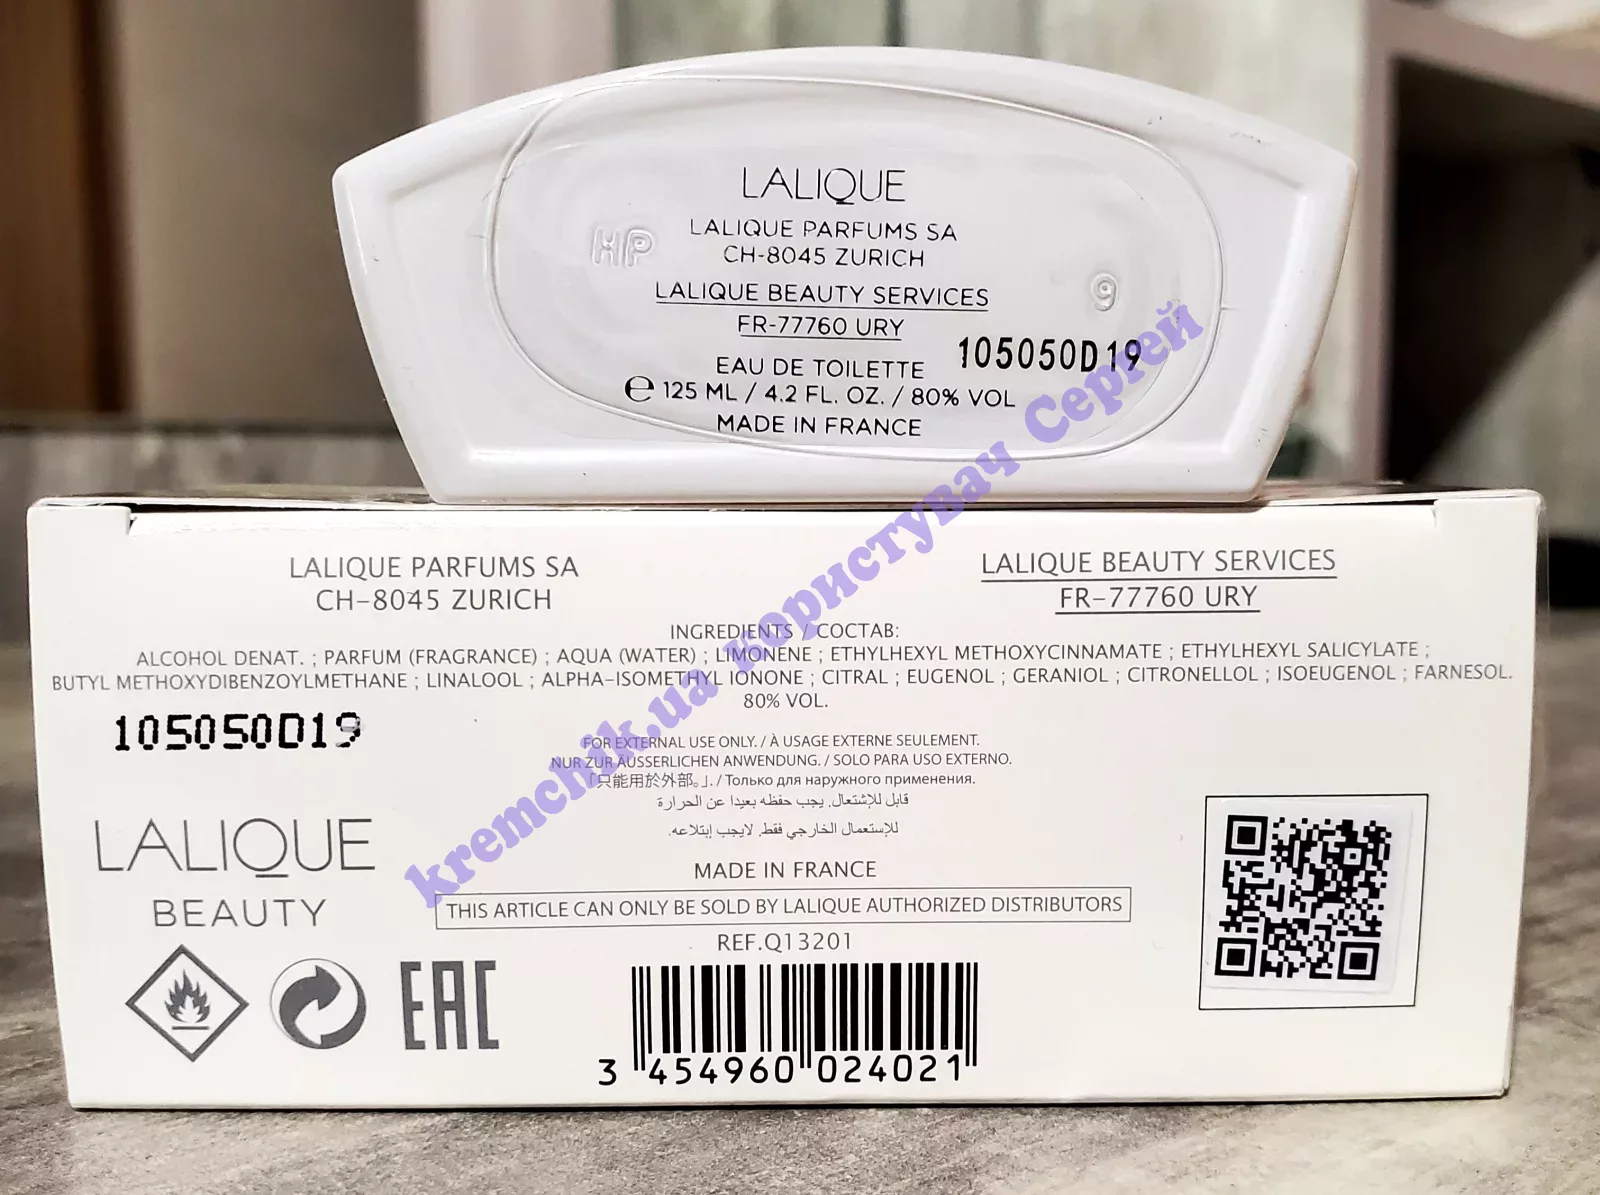 LALIQUE
LALIQUE PARFUMS SA
CH-8045 ZURICH
HP
9
LALIQUE BEAUTY SERVICES
FR-77760 URY
105050D19
EAU DE TOILETTE
℮ 125 ML / 4.2 FL. OZ. / 80% VOL
MADE IN FRANCE
kremchik.ua користувач Сергей
LALIQUE PARFUMS SA
CH-8045 ZURICH
LALIQUE BEAUTY SERVICES
FR-77760 URY
INGREDIENTS / СОСТАВ:
ALCOHOL DENAT. ; PARFUM (FRAGRANCE) ; AQUA (WATER) ; LIMONENE ; ETHYLHEXYL METHOXYCINNAMATE ; ETHYLHEXYL SALICYLATE ;
BUTYL METHOXYDIBENZOYLMETHANE ; LINALOOL ; ALPHA-ISOMETHYL IONONE ; CITRAL ; EUGENOL ; GERANIOL ; CITRONELLOL ; ISOEUGENOL ; FARNESOL.
80% VOL.
105050D19
FOR EXTERNAL USE ONLY. / À USAGE EXTERNE SEULEMENT.
NUR ZUR ÄUSSERLICHEN ANWENDUNG. / SOLO PARA USO EXTERNO.
「只能用於外部。」. / Только для наружного применения.
قابل للإشتعال. يجب حفظه بعيدا عن الحرارة
للإستعمال الخارجي فقط. لايجب إبتلاعه.
LALIQUE
BEAUTY
MADE IN FRANCE
THIS ARTICLE CAN ONLY BE SOLD BY LALIQUE AUTHORIZED DISTRIBUTORS
REF.Q13201
EAC
3 454960 024021